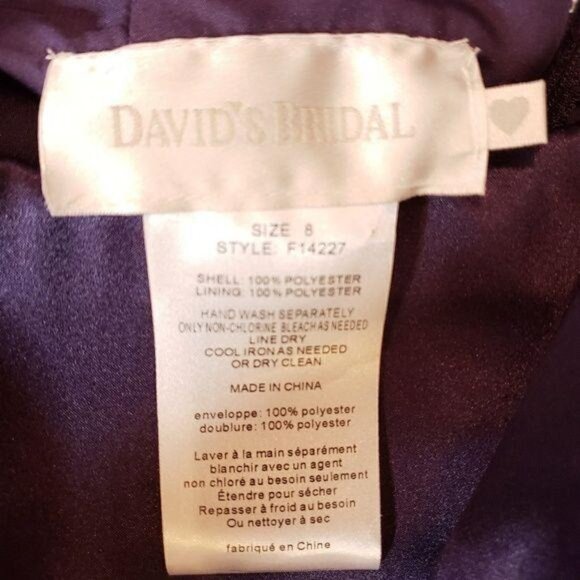 DAVID'S BRIDAL
SIZE 8
STYLE: F14227
SHELL: 100% POLYESTER
LINING: 100% POLYESTER
HAND WASH SEPARATELY
ONLY NON-CHLORINE BLEACH AS NEEDED
LINE DRY
COOL IRON AS NEEDED
OR DRY CLEAN
MADE IN CHINA
enveloppe: 100% polyester
doublure: 100% polyester
Laver à la main séparément
blanchir avec un agent
non chloré au besoin seulement
Étendre pour sécher
Repasser à froid au besoin
Ou nettoyer à sec
fabriqué en Chine